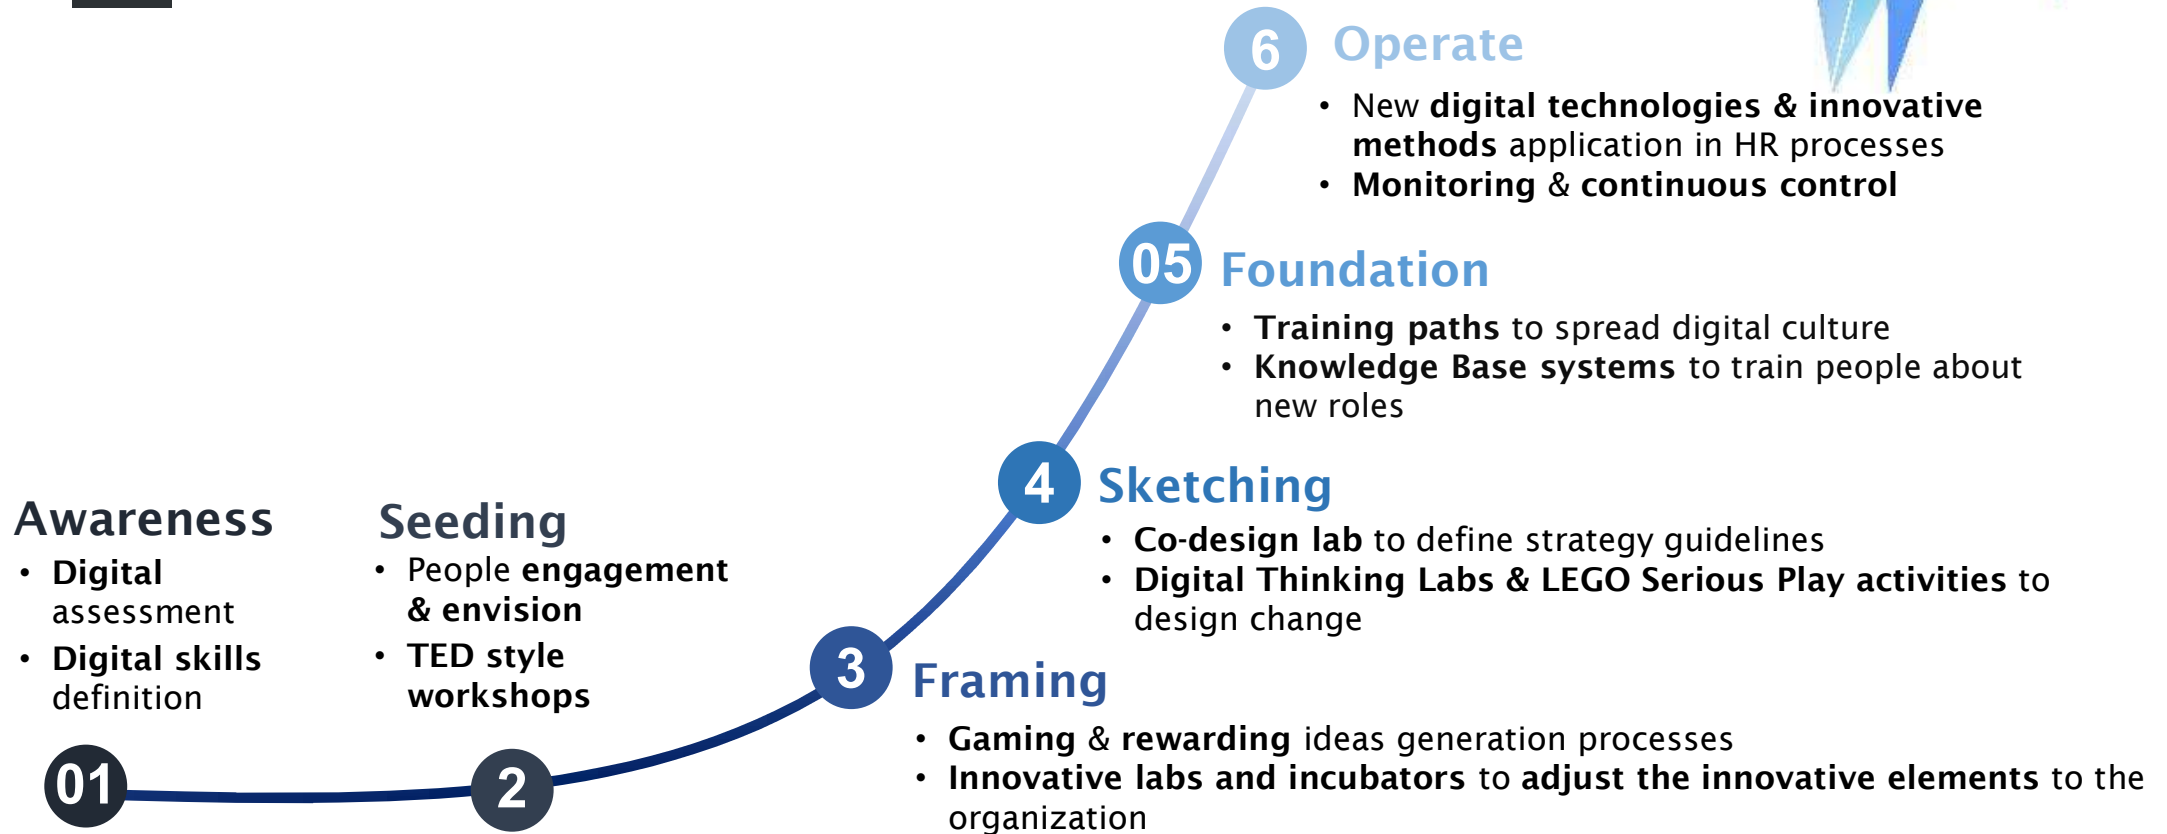 Awareness
• Digital
assessment
• Digital skills
definition
01
Seeding
• People engagement
& envision
• TED style
workshops
2
3
Framing
• Gaming & rewarding ideas generation processes
• Innovative labs and incubators to adjust the innovative elements to the
organization
4
Sketching
• Co-design lab to define strategy guidelines
• Digital Thinking Labs & LEGO Serious Play activities to
design change
05
Foundation
• Training paths to spread digital culture
• Knowledge Base systems to train people about
new roles
6
Operate
• New digital technologies & innovative
methods application in HR processes
• Monitoring & continuous control